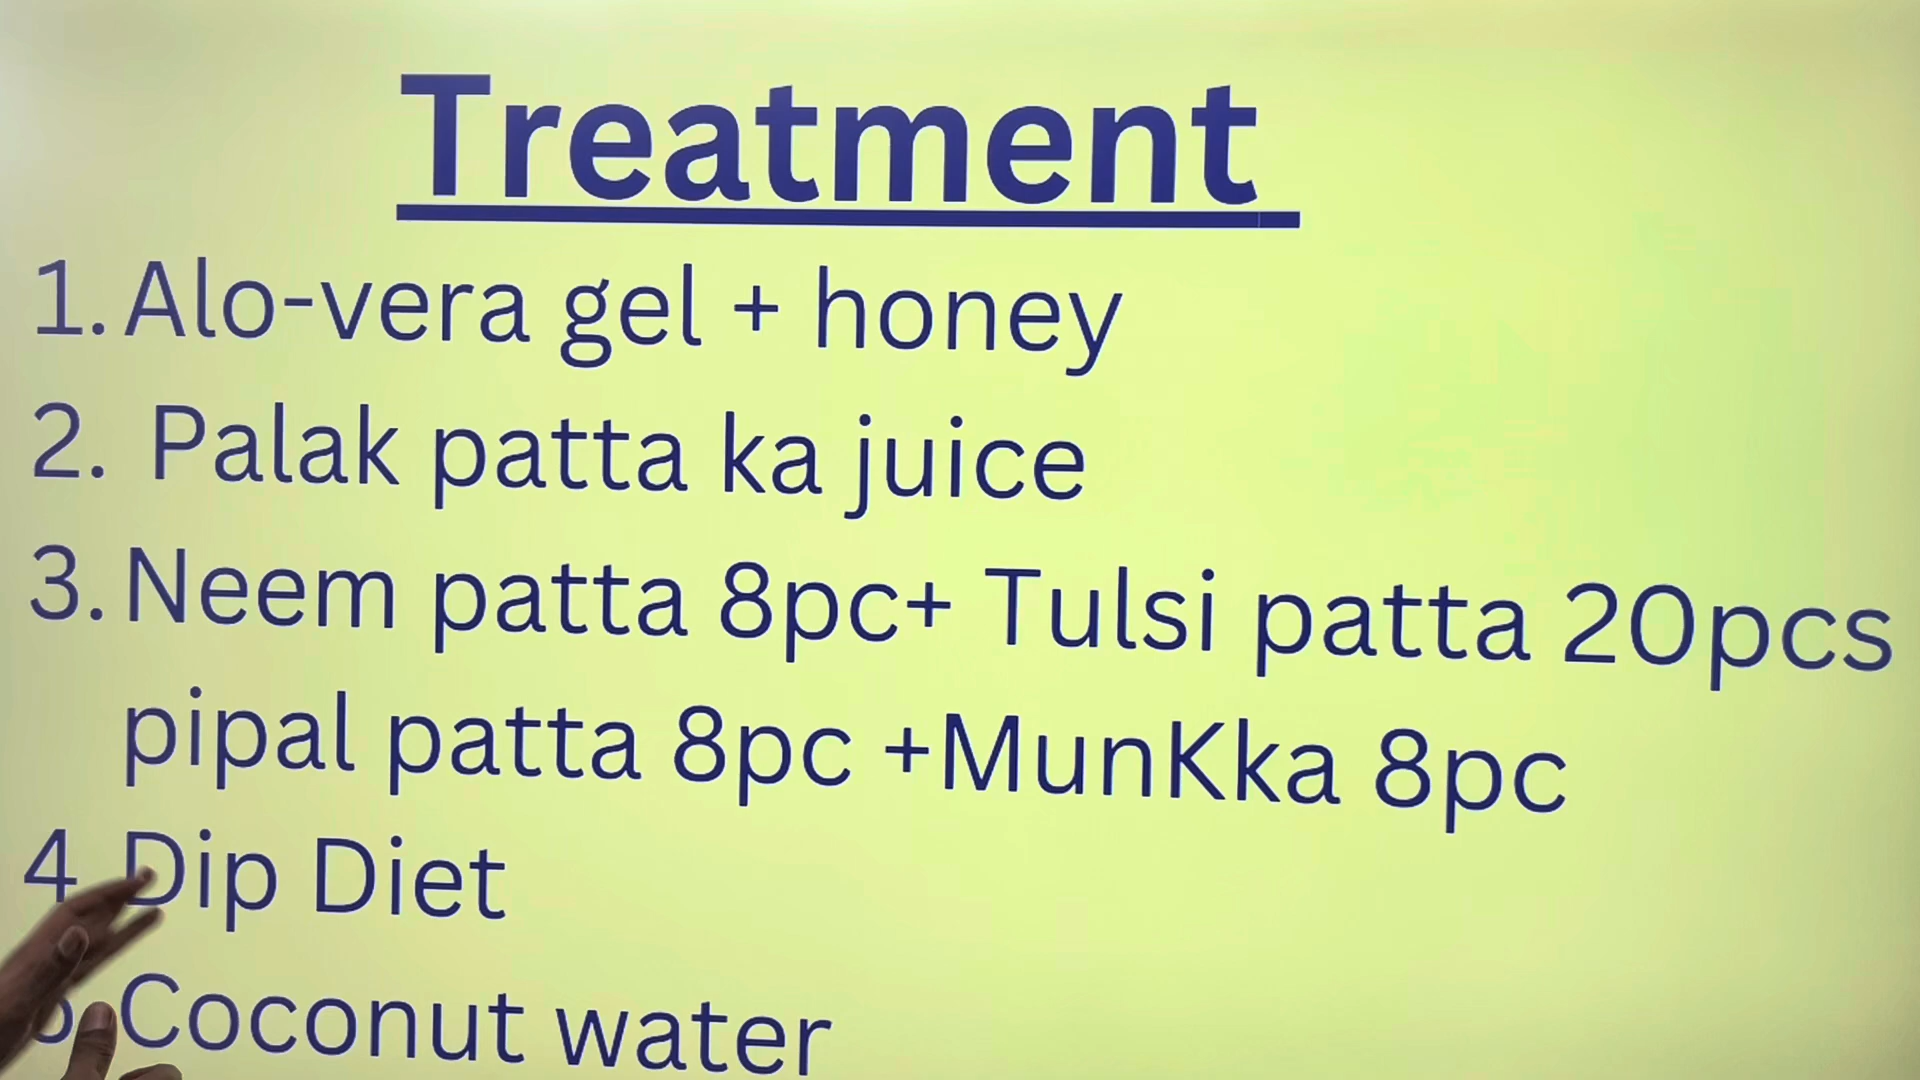 Treatment
1. Alo-vera gel + honey
2. Palak patta ka juice
3. Neem patta 8pc+ Tulsi patta 20pcs
pipal patta 8pc +MunKka 8pc
4 Dip Diet
Coconut water